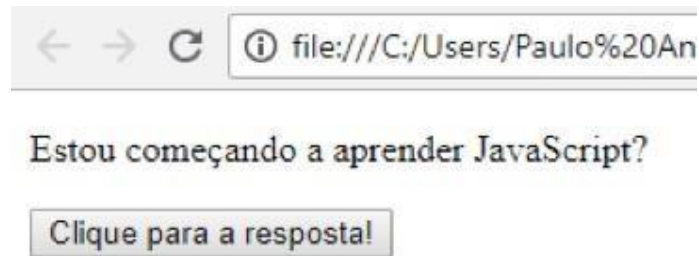 file:///C:/Users/Paulo%20An
Estou começando a aprender JavaScript?
Clique para a resposta!